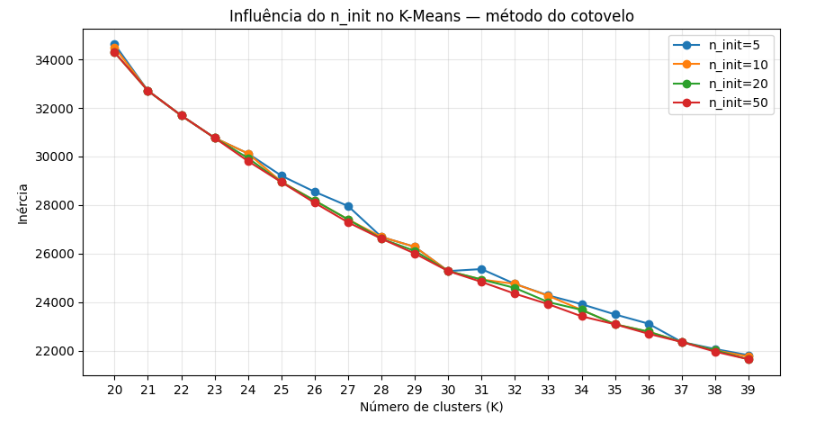 Influência do n_init no K-Means — método do cotovelo
n_init=5
n_init=10
n_init=20
n_init=50
Inércia
34000
32000
30000
28000
26000
24000
22000
20 21 22 23 24 25 26 27 28 29 30 31 32 33 34 35 36 37 38 39
Número de clusters (K)